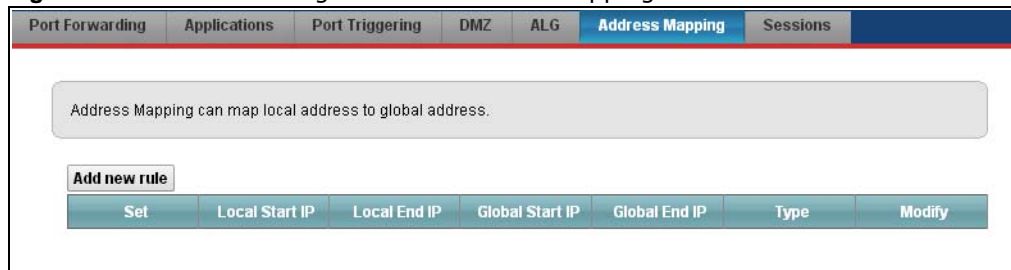 Port Forwarding Applications Port Triggering DMZ ALG Address Mapping Sessions
Address Mapping can map local address to global address.
Add new rule
Set Local Start IP Local End IP Global Start IP Global End IP Type Modify